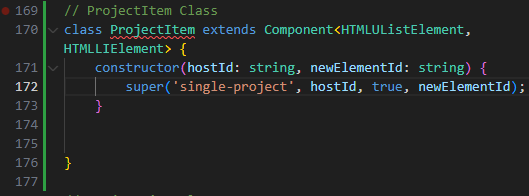 169 // ProjectItem Class
170 class ProjectItem extends Component<HTMLUListElement,
HTMLLIElement> {
171 constructor(hostId: string, newElementId: string) {
172 super('single-project', hostId, true, newElementId);
173 }
174
175
176 }
177